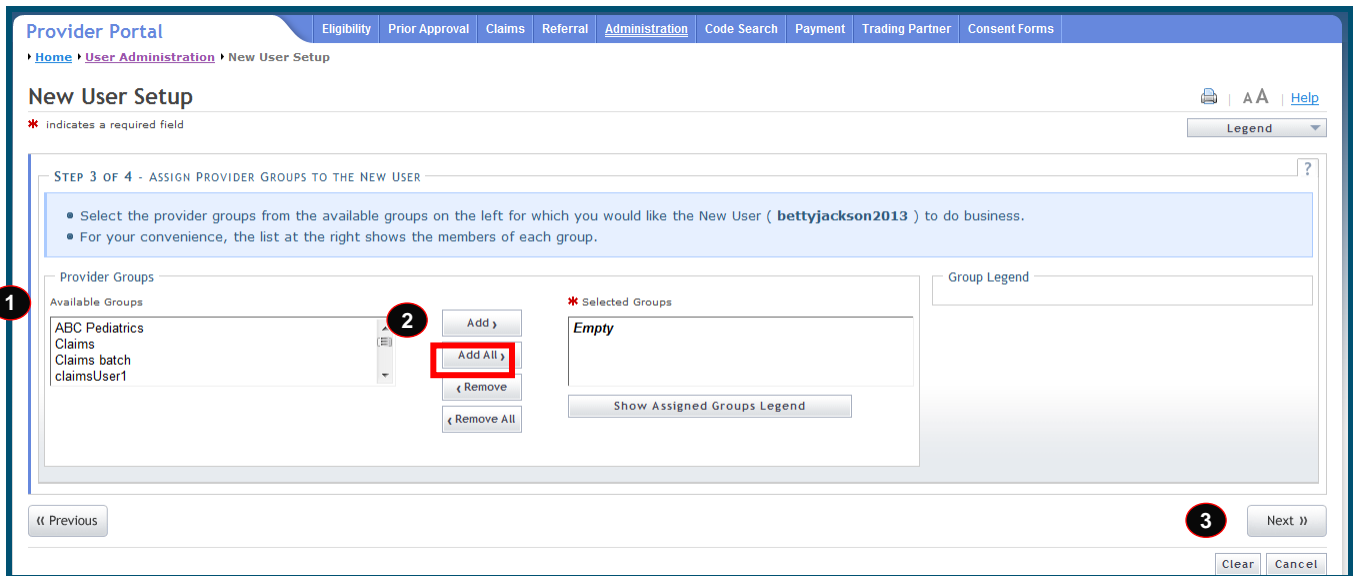 Provider Portal
Eligibility Prior Approval Claims Referral Administration Code Search Payment Trading Partner Consent Forms
Home User Administration New User Setup
New User Setup
A A Help
* indicates a required field
Legend
STEP 3 OF 4 - ASSIGN PROVIDER GROUPS TO THE NEW USER
?
• Select the provider groups from the available groups on the left for which you would like the New User ( bettyjackson2013 ) to do business.
• For your convenience, the list at the right shows the members of each group.
Provider Groups
Group Legend
1
Available Groups
ABC Pediatrics
Claims
Claims batch
claimsUser1
2
Add ›
Add All ›
‹ Remove
‹ Remove All
* Selected Groups
Empty
Show Assigned Groups Legend
« Previous
3
Next »
Clear Cancel